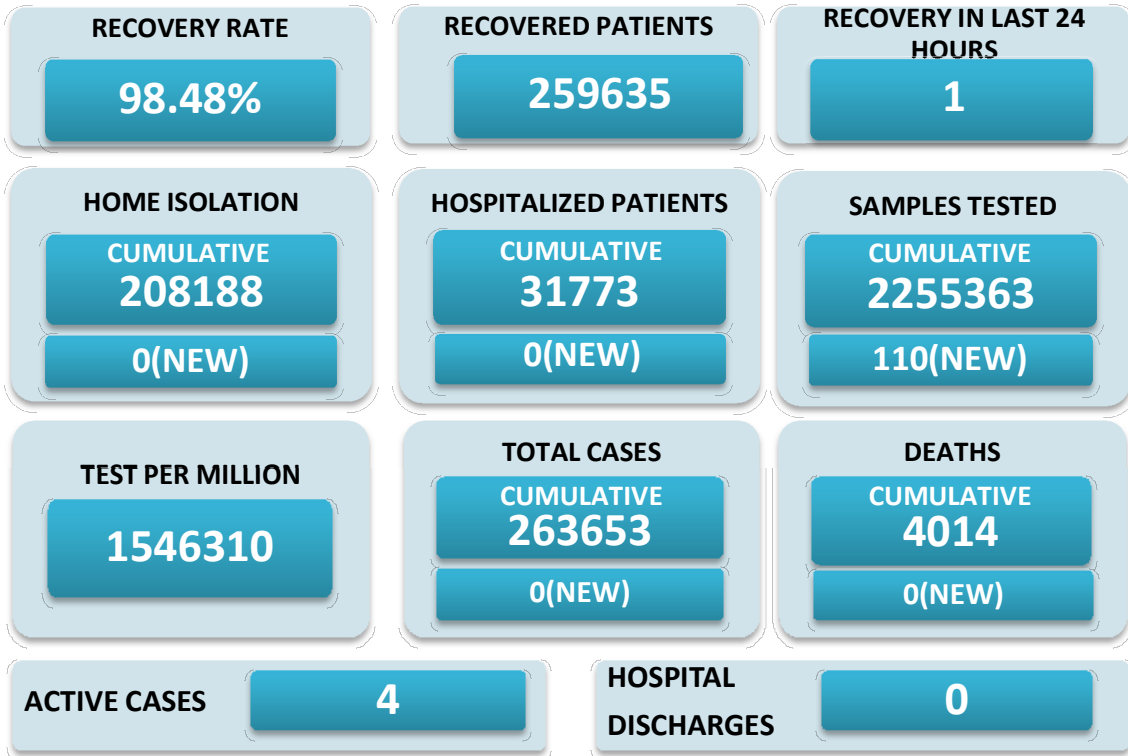 RECOVERY RATE
98.48%
RECOVERED PATIENTS
259635
RECOVERY IN LAST 24
HOURS
1
HOME ISOLATION
CUMULATIVE
208188
0(NEW)
HOSPITALIZED PATIENTS
CUMULATIVE
31773
0(NEW)
SAMPLES TESTED
CUMULATIVE
2255363
110(NEW)
TEST PER MILLION
1546310
TOTAL CASES
CUMULATIVE
263653
0(NEW)
DEATHS
CUMULATIVE
4014
0(NEW)
ACTIVE CASES
4
HOSPITAL
DISCHARGES
0